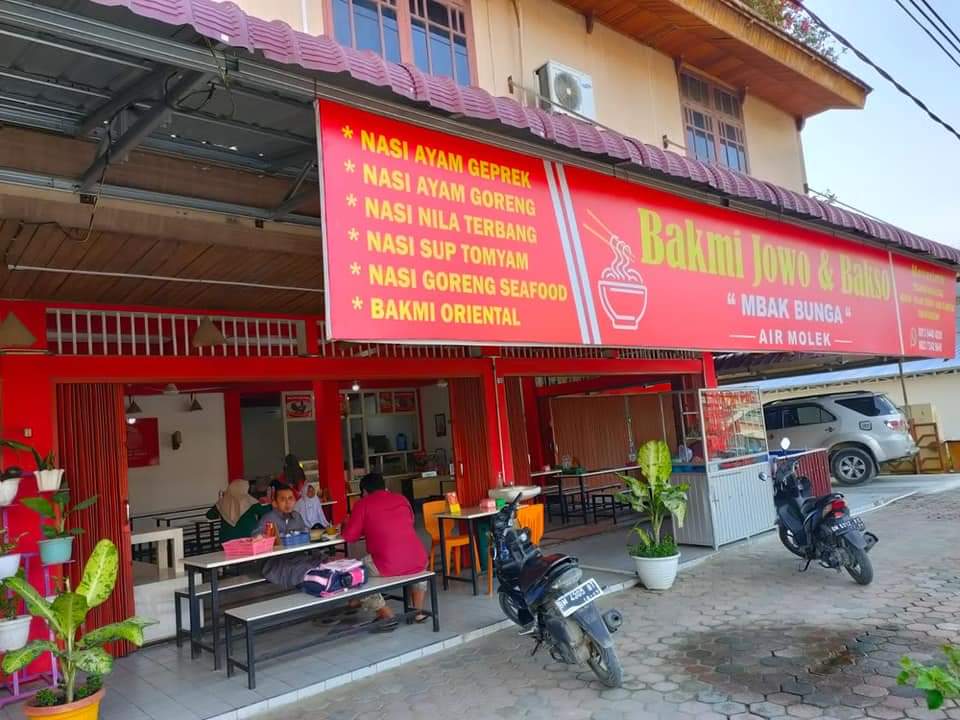 * NASI AYAM GEPREK
* NASI AYAM GORENG
* NASI NILA TERBANG
* NASI SUP TOMYAM
* NASI GORENG SEAFOOD
* BAKMI ORIENTAL
Bakmi Jowo & Bakso
“ MBAK BUNGA “
AIR MOLEK